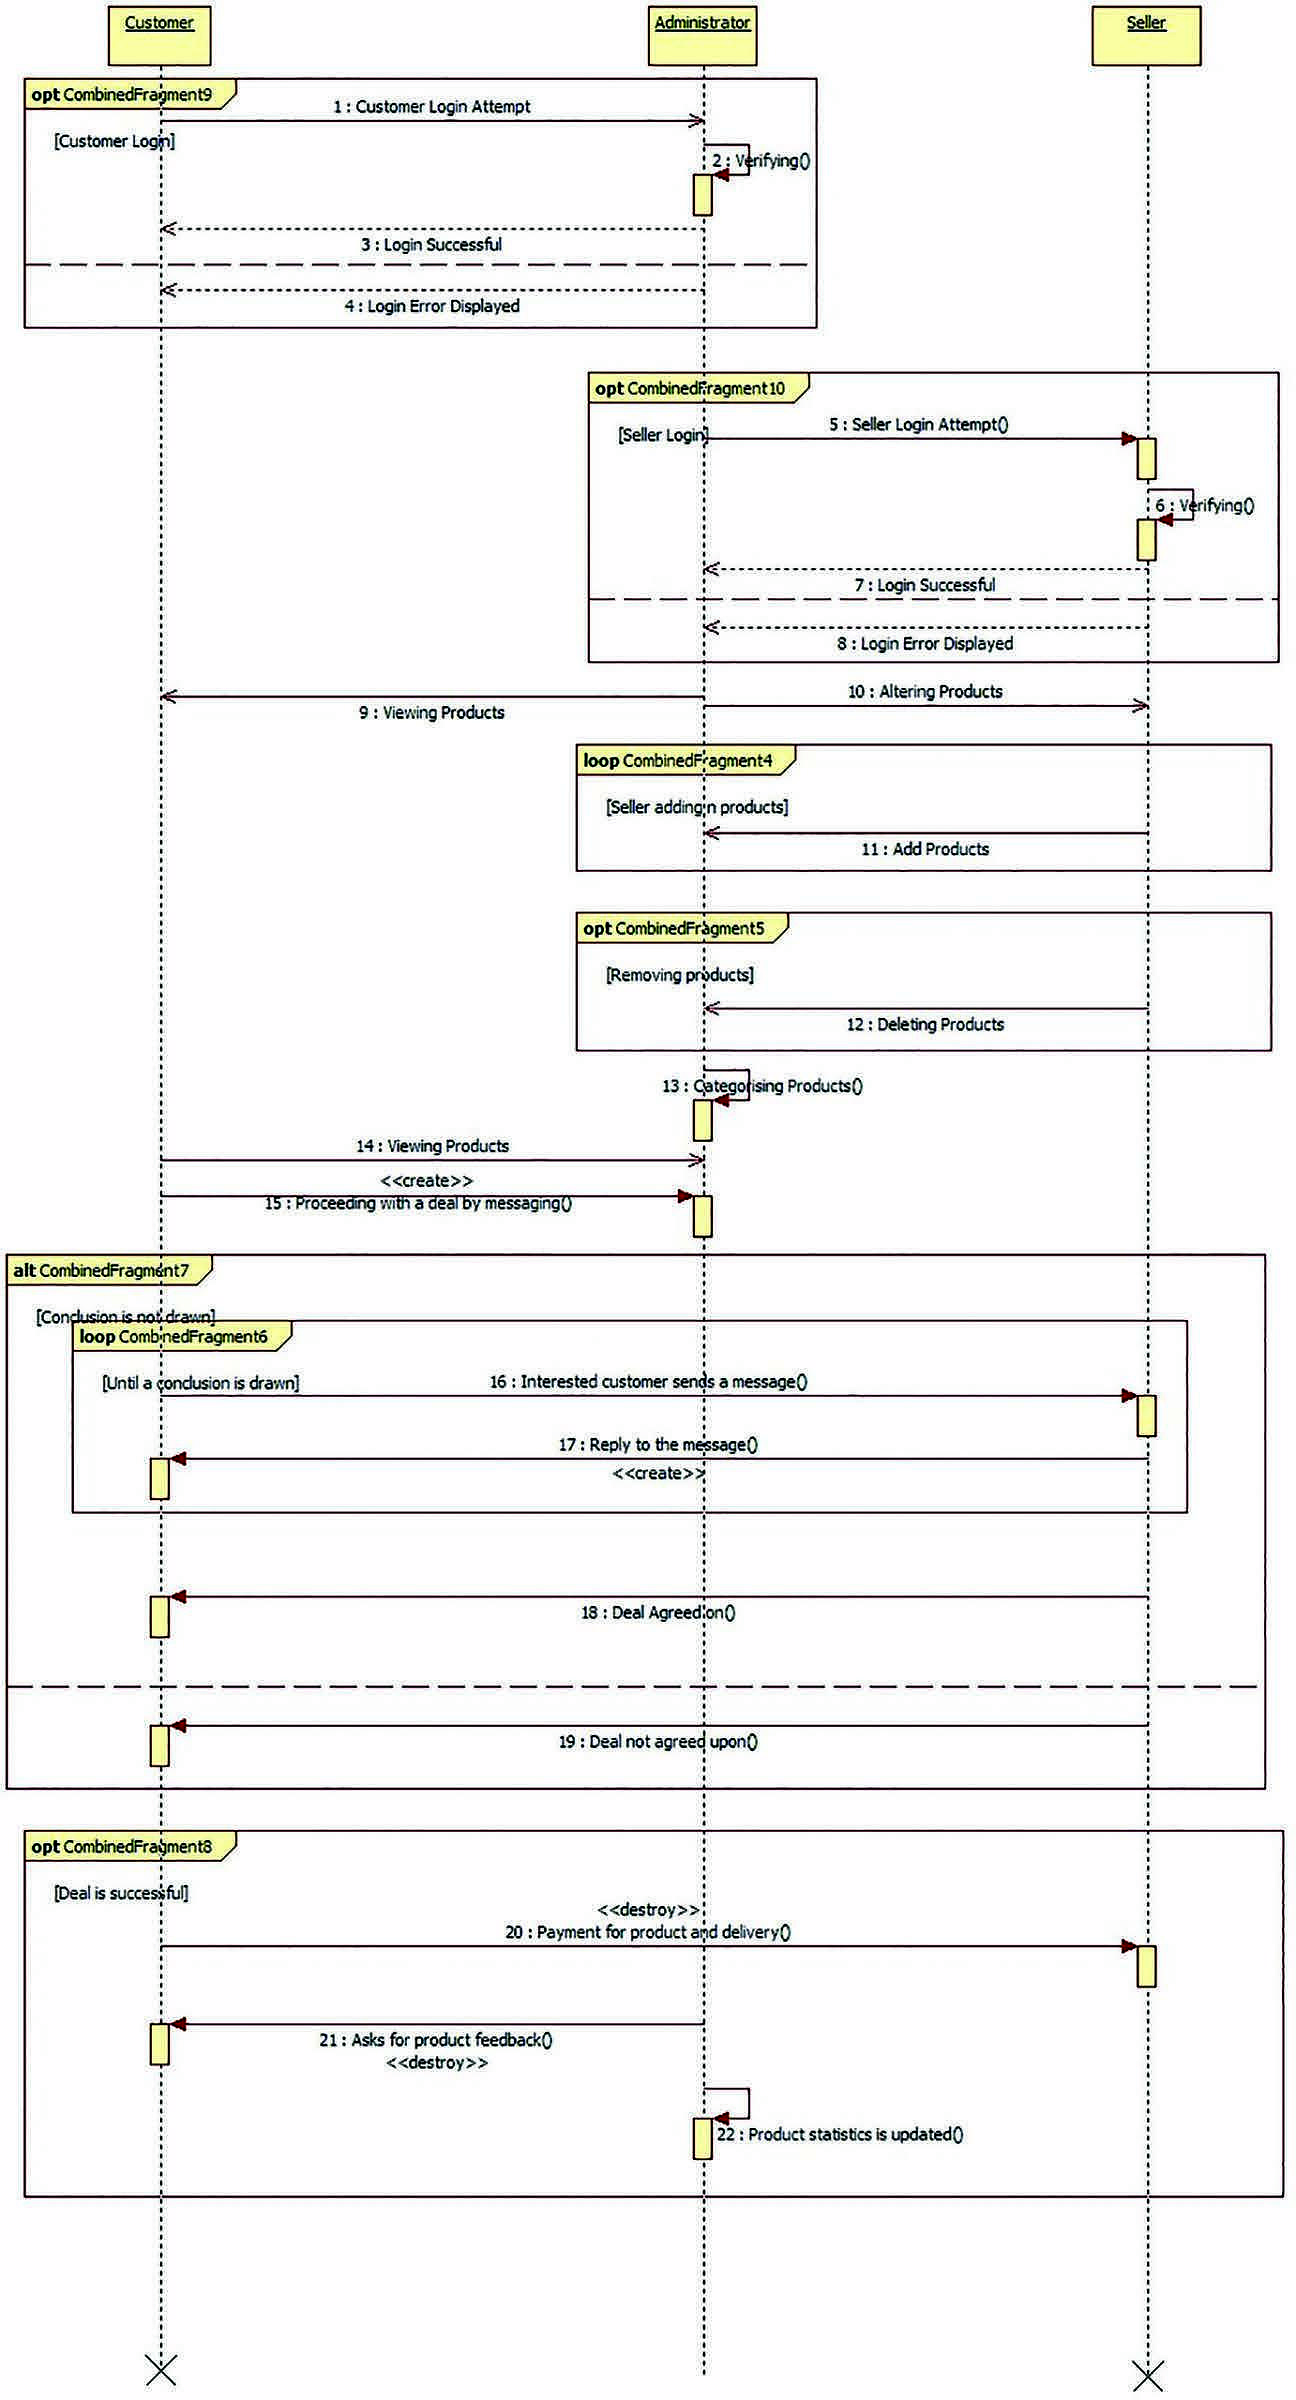 Customer
Administrator
Seller
opt CombinedFragment9
1 : Customer Login Attempt
[Customer Login]
2 : Verifying()
3 : Login Successful
4 : Login Error Displayed
opt CombinedFragment10
5 : Seller Login Attempt()
[Seller Login]
6 : Verifying()
7 : Login Successful
8 : Login Error Displayed
10 : Altering Products
9 : Viewing Products
loop CombinedFragment4
[Seller adding n products]
11 : Add Products
opt CombinedFragment5
[Removing products]
12 : Deleting Products
13 : Categorising Products()
14 : Viewing Products
<<create>>
15 : Proceeding with a deal by messaging()
alt CombinedFragment7
[Conclusion is not drawn]
loop CombinedFragment6
[Until a conclusion is drawn]
16 : Interested customer sends a message()
17 : Reply to the message()
<<create>>
18 : Deal Agreed on()
19 : Deal not agreed upon()
opt CombinedFragment8
[Deal is successful]
<<destroy>>
20 : Payment for product and delivery()
21 : Asks for product feedback()
<<destroy>>
22 : Product statistics is updated()